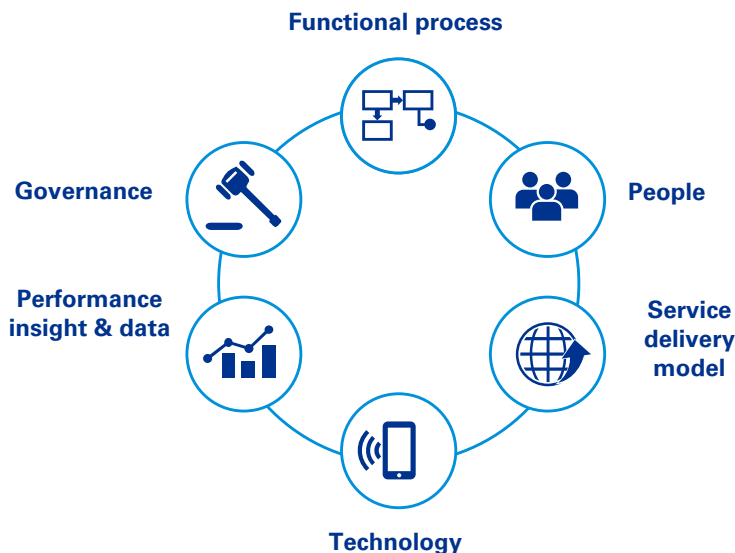 Functional process
Governance
People
Performance
insight & data
Service
delivery
model
Technology